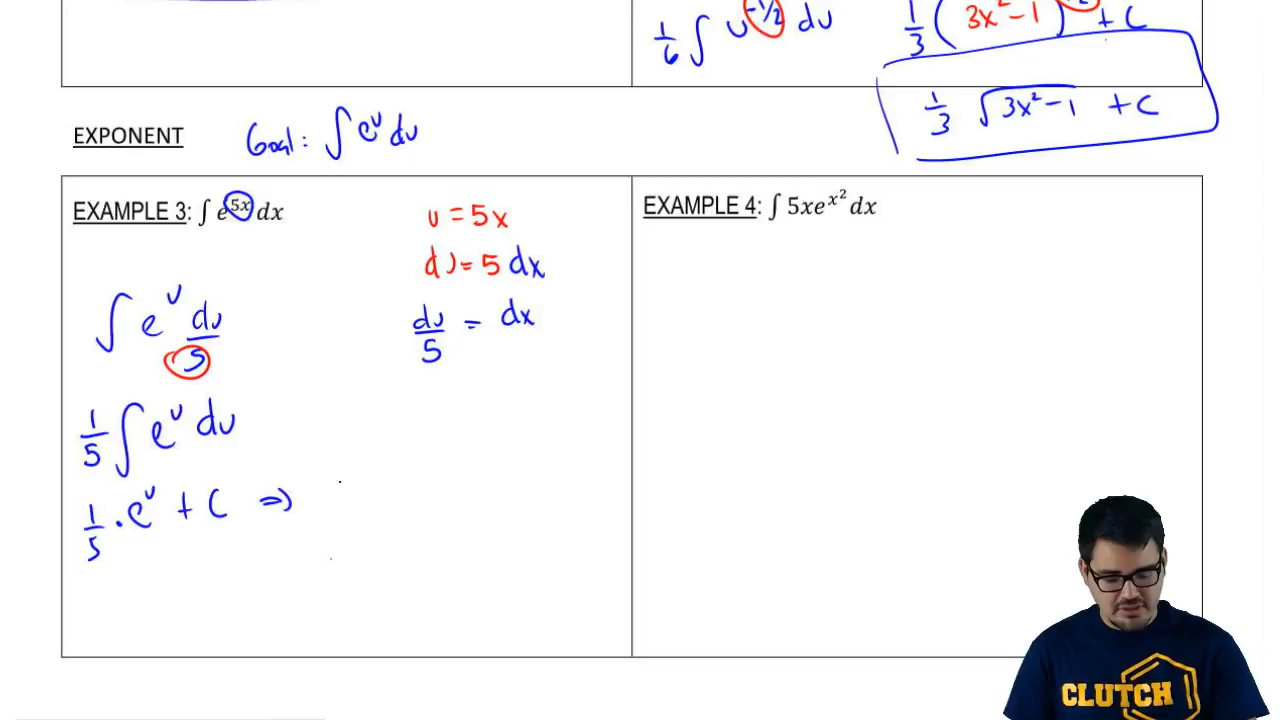 1/6 ∫ u^(-1/2) du
1/3 (3x² - 1) + C
1/3 √(3x² - 1) + C
EXPONENT Goal: ∫ e^u du
EXAMPLE 3: ∫ e^(5x) dx
u = 5x
du = 5 dx
du/5 = dx
∫ e^u du/5
1/5 ∫ e^u du
1/5 · e^u + C ⇒
EXAMPLE 4: ∫ 5xe^(x²) dx
CLUTCH